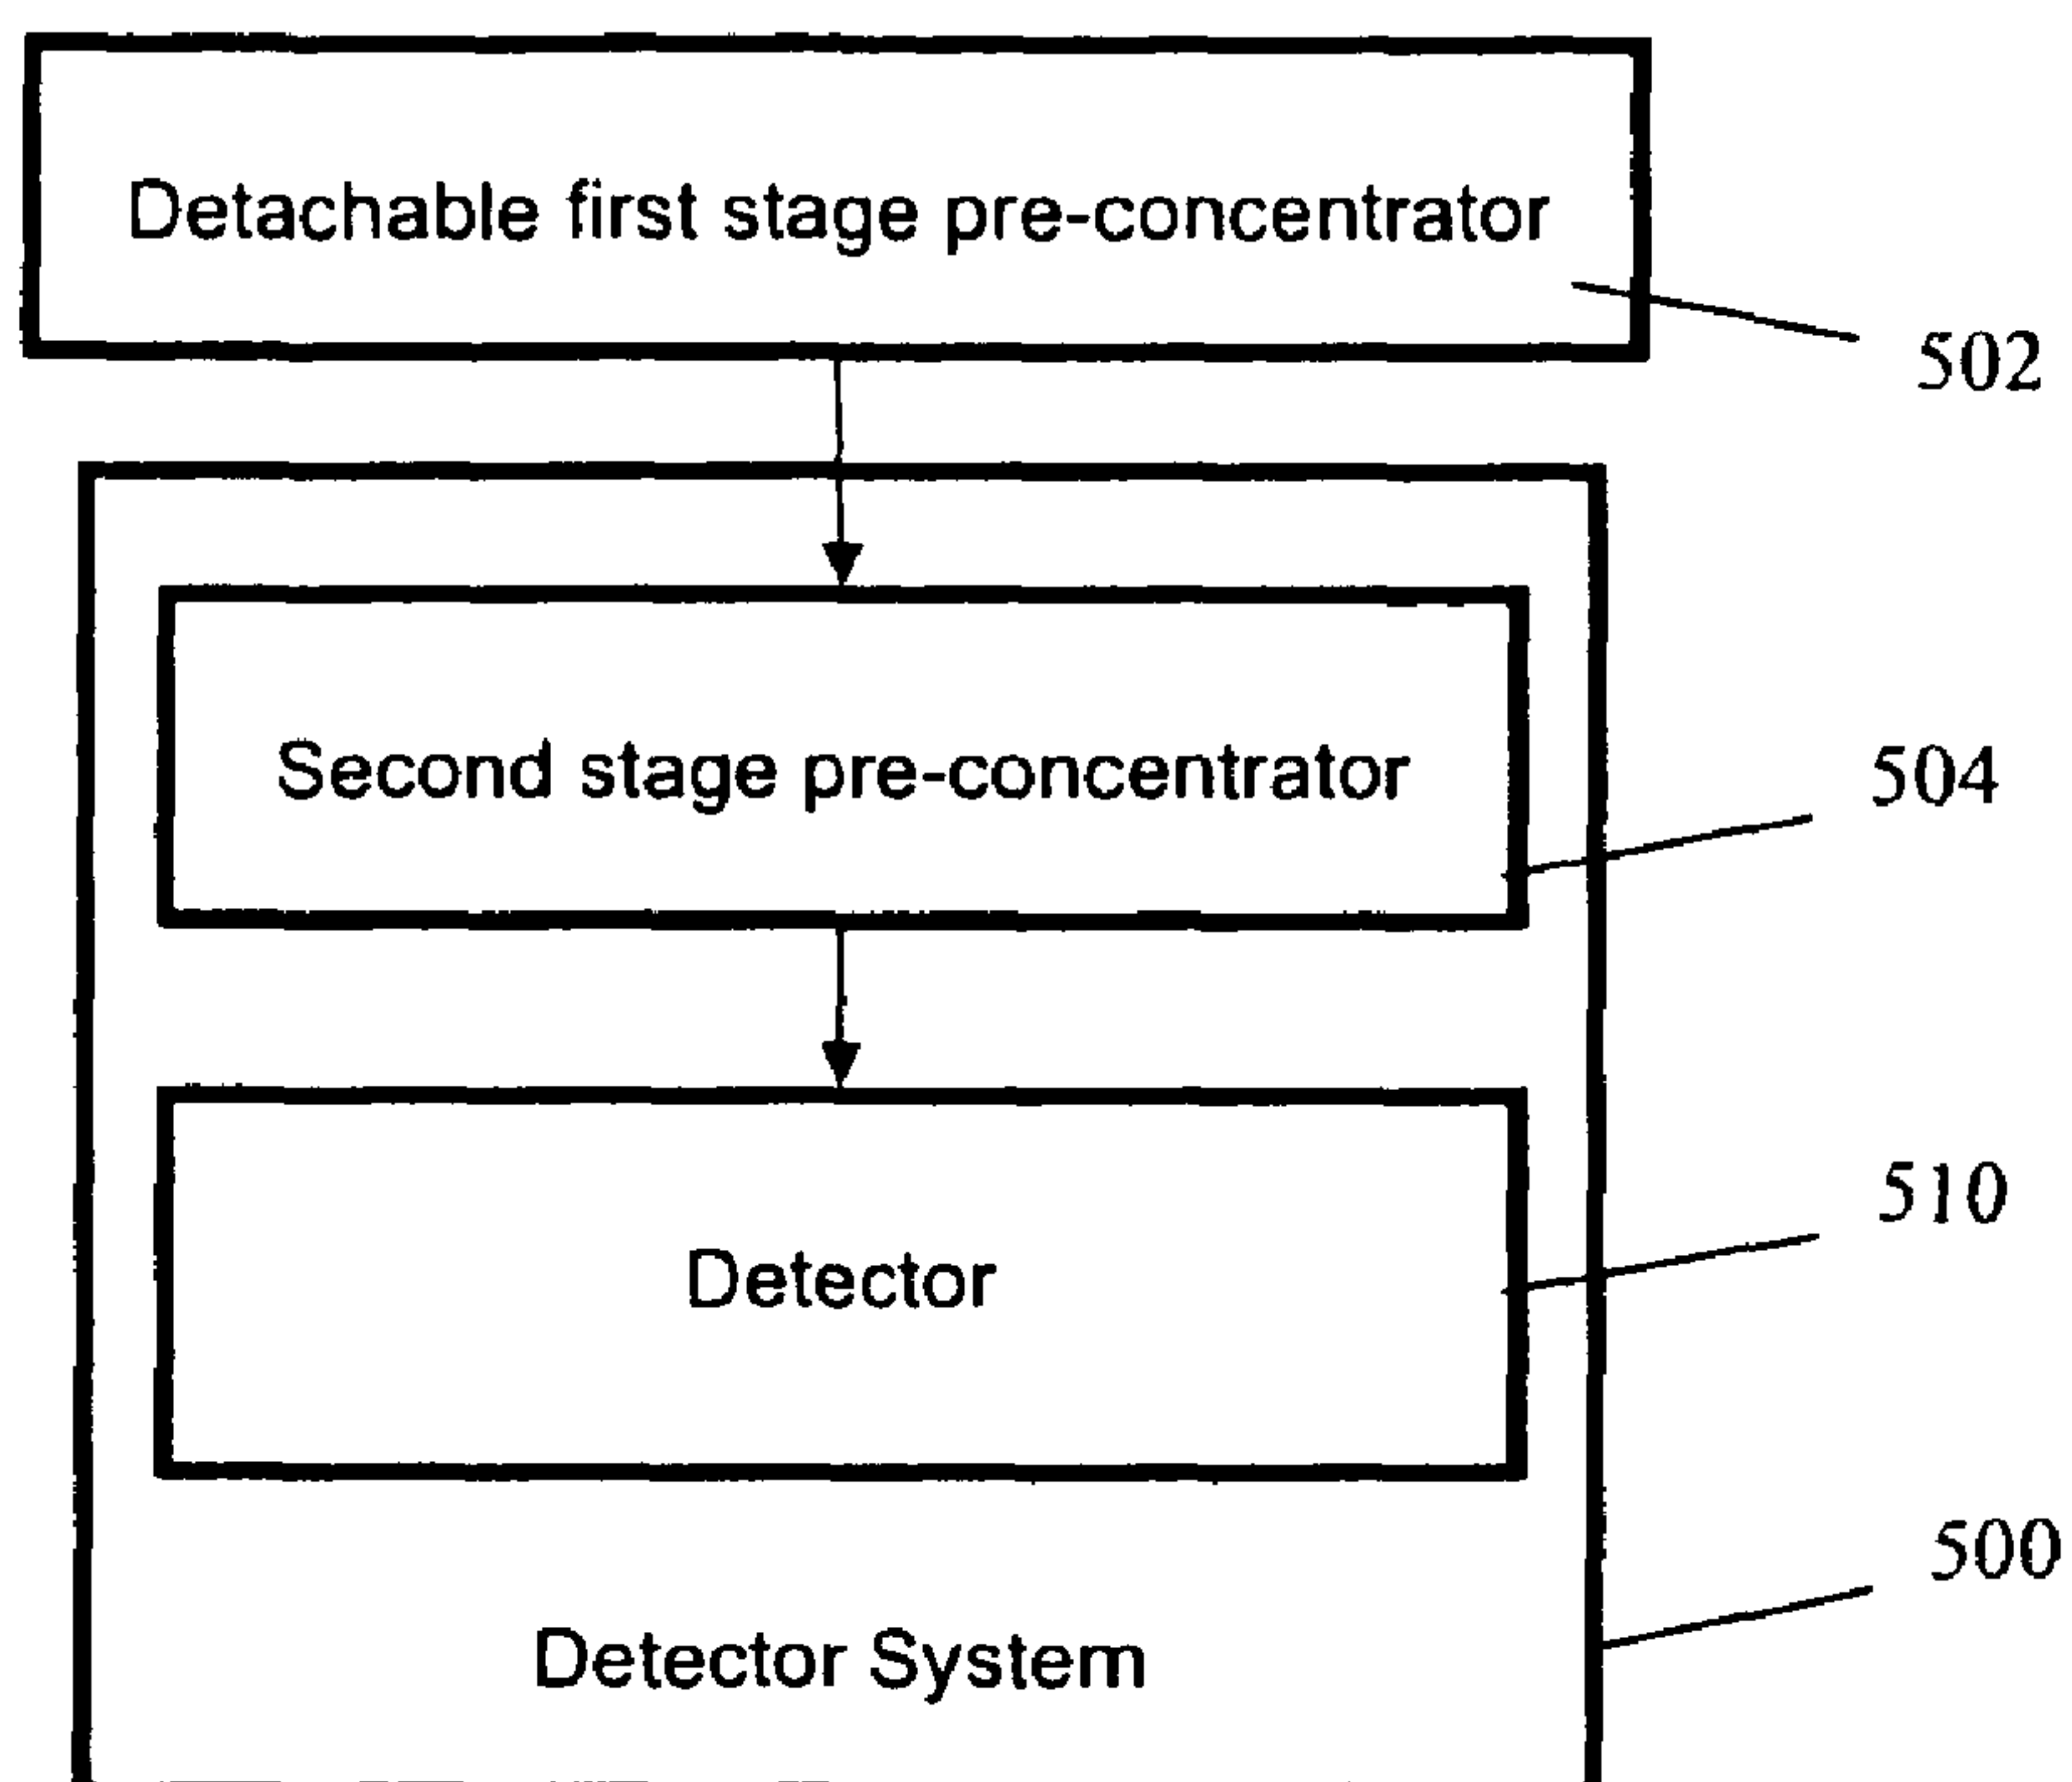 Detachable first stage pre-concentrator
502
Second stage pre-concentrator
504
Detector
510
Detector System
500